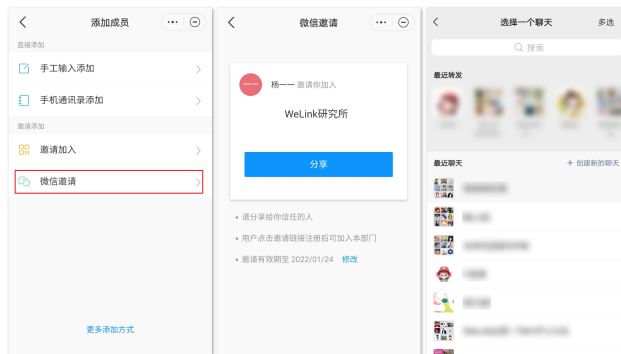 添加成员
直接添加
手工输入添加
手机通讯录添加
邀请添加
邀请加入
微信邀请
更多添加方式
微信邀请
一一
杨一一 邀请你加入
WeLink研究所
分享
请分享给你信任的人
用户点击邀请链接注册后可加入本部门
邀请有效期至 2022/01/24 修改
选择一个聊天
多选
搜索
最近转发
最近聊天
+ 创建新的聊天